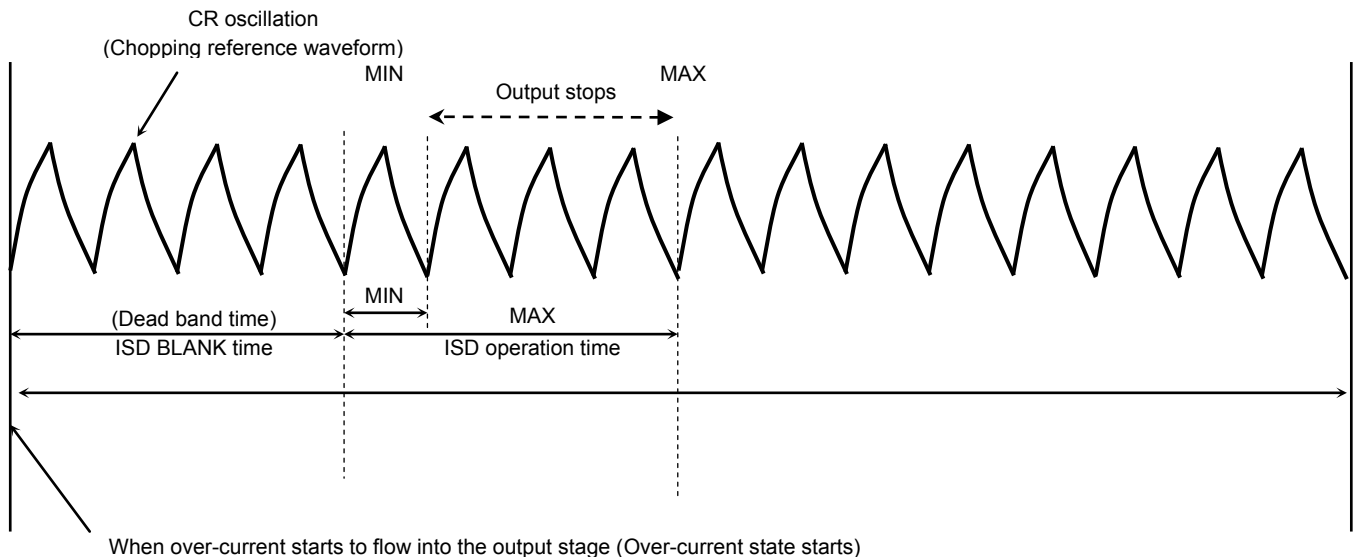 CR oscillation
(Chopping reference waveform)
MIN
MAX
Output stops
MIN
(Dead band time)
MAX
ISD BLANK time
ISD operation time
When over-current starts to flow into the output stage (Over-current state starts)